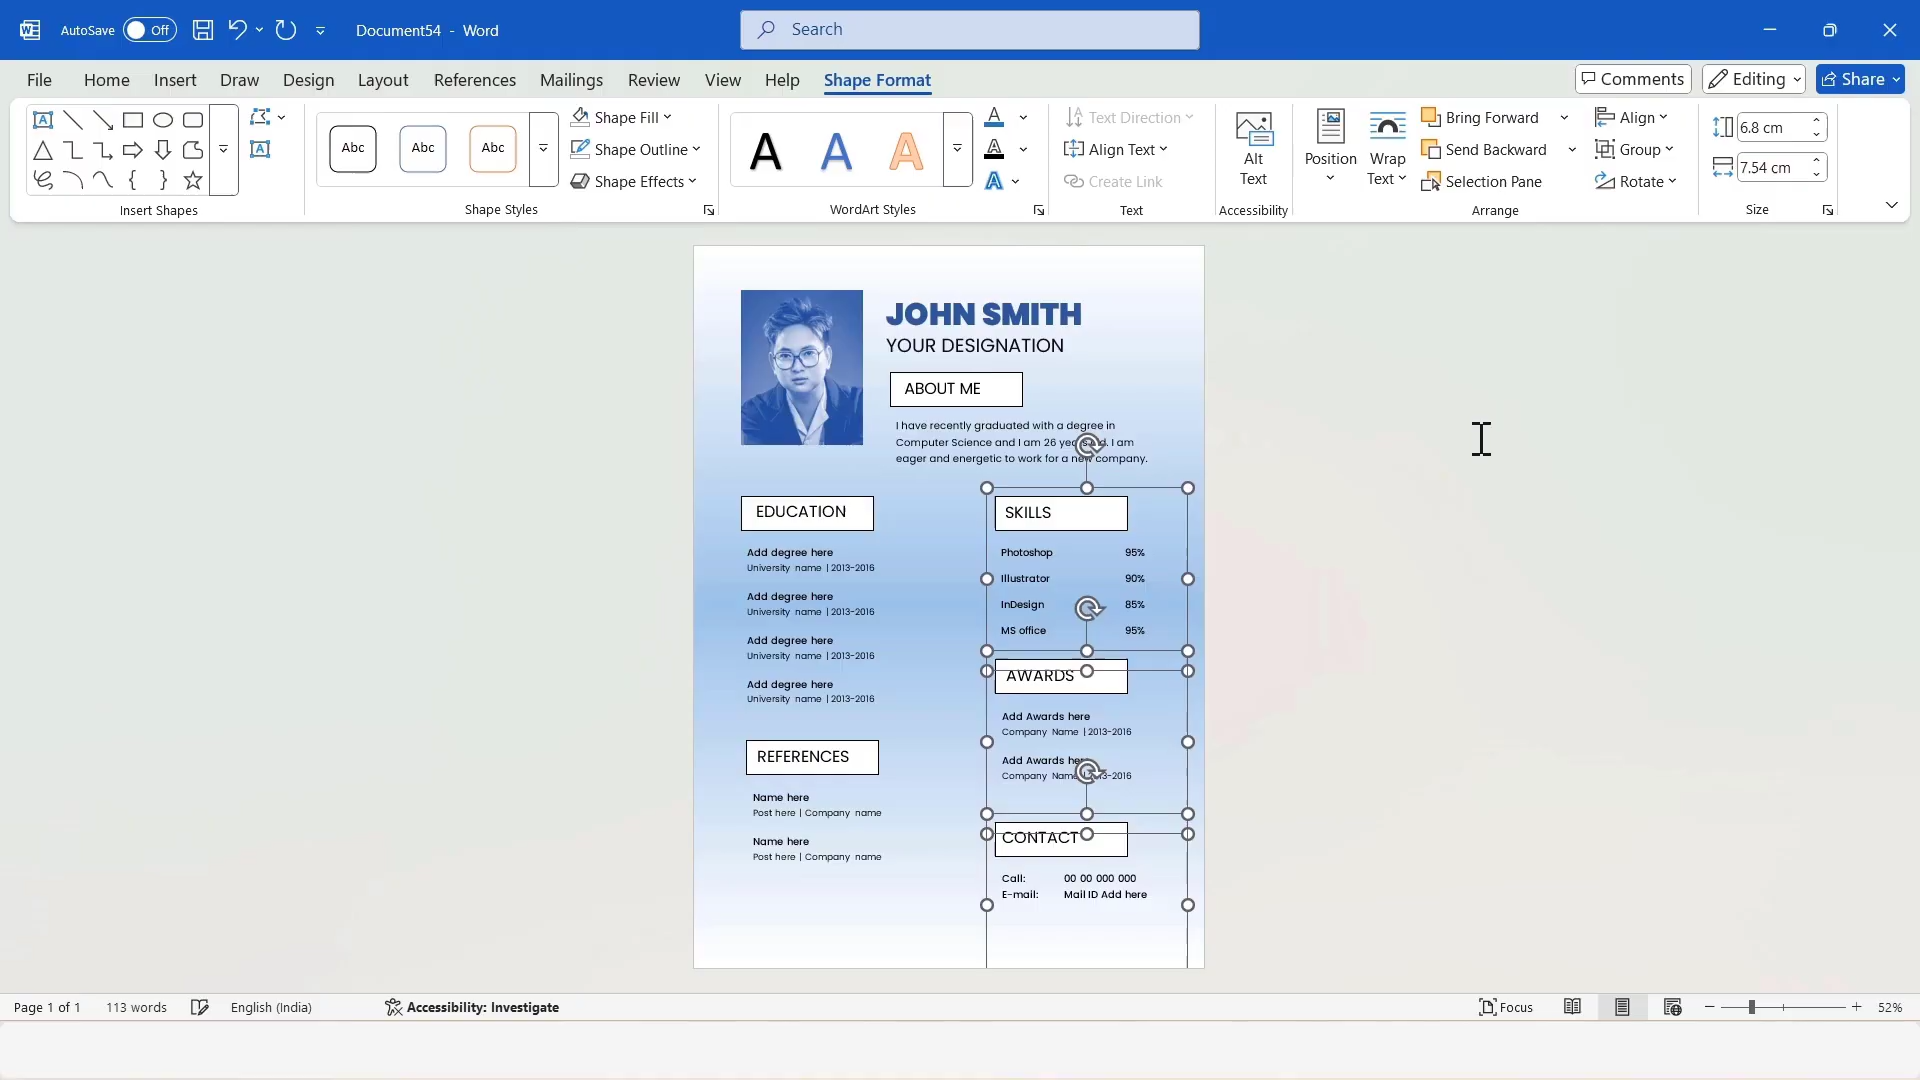 AutoSave Off Document54 - Word Search
File Home Insert Draw Design Layout References Mailings Review View Help Shape Format Comments Editing Share
Insert Shapes
Abc Abc Abc
Shape Fill
Shape Outline
Shape Effects
Shape Styles
A A A
WordArt Styles
Text Direction
Align Text
Create Link
Text
Alt Text
Accessibility
Position
Wrap Text
Bring Forward
Send Backward
Selection Pane
Align
Group
Rotate
Arrange
6.8 cm
7.54 cm
Size
JOHN SMITH
YOUR DESIGNATION
ABOUT ME
I have recently graduated with a degree in
Computer Science and I am 26 years old. I am
eager and energetic to work for a new company.
EDUCATION
Add degree here
University name | 2013-2016
Add degree here
University name | 2013-2016
Add degree here
University name | 2013-2016
Add degree here
University name | 2013-2016
REFERENCES
Name here
Post here | Company name
Name here
Post here | Company name
SKILLS
Photoshop 95%
Illustrator 90%
InDesign 85%
MS office 95%
AWARDS
Add Awards here
Company Name | 2013-2016
Add Awards here
Company Name | 2013-2016
CONTACT
Call: 00 00 000 000
E-mail: Mail ID Add here
Page 1 of 1 113 words English (India) Accessibility: Investigate Focus 52%